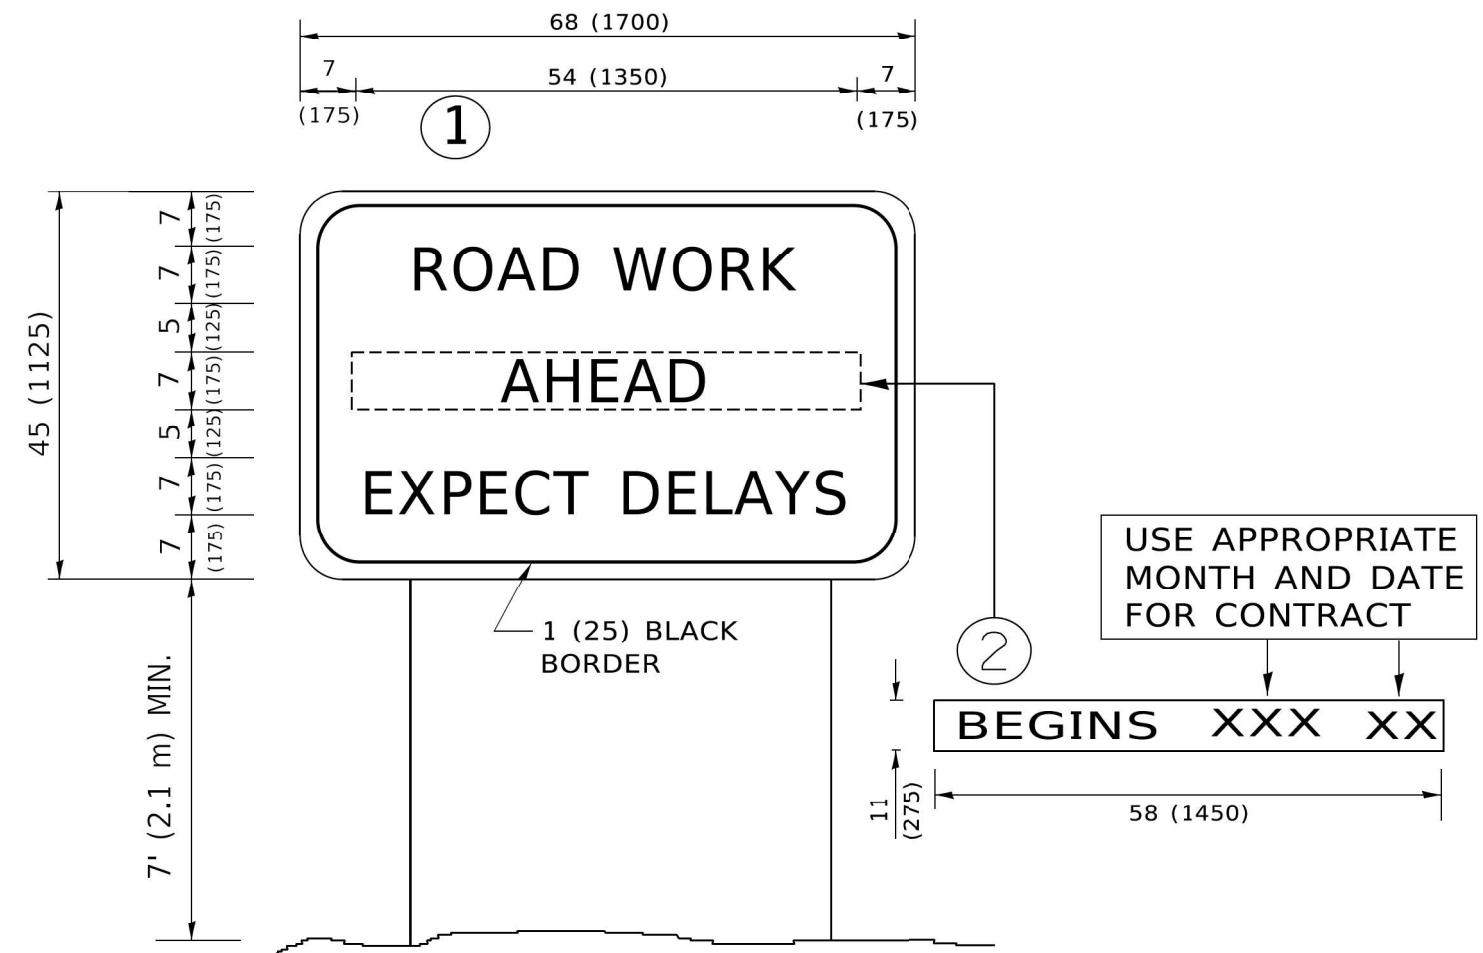 68 (1700)
7
54 (1350)
7
(175)
(175)
1
7
(175)
7
(175)
5
(125)
7
(175)
5
(125)
7
(175)
7
(175)
45 (1125)
ROAD WORK
AHEAD
EXPECT DELAYS
1 (25) BLACK
BORDER
7' (2.1 m) MIN.
2
USE APPROPRIATE
MONTH AND DATE
FOR CONTRACT
BEGINS XXX XX
11
(275)
58 (1450)